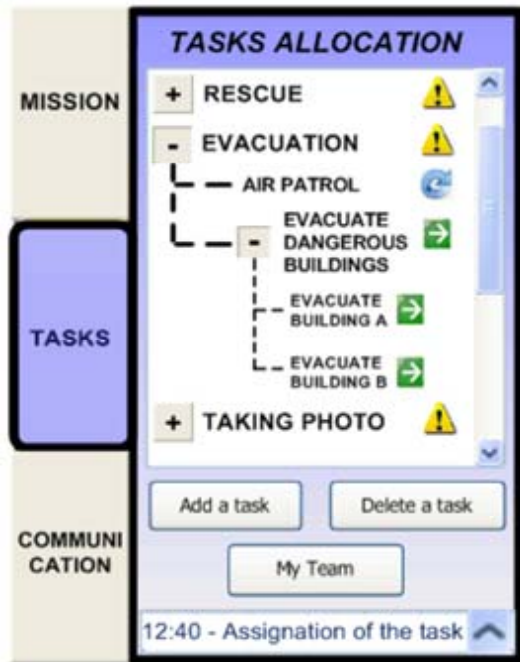 TASKS ALLOCATION
MISSION
+ RESCUE
- EVACUATION
AIR PATROL
- EVACUATE
DANGEROUS
BUILDINGS
EVACUATE
BUILDING A
TASKS
EVACUATE
BUILDING B
+ TAKING PHOTO
Add a task
Delete a task
COMMUNI
CATION
My Team
12:40 - Assignation of the task